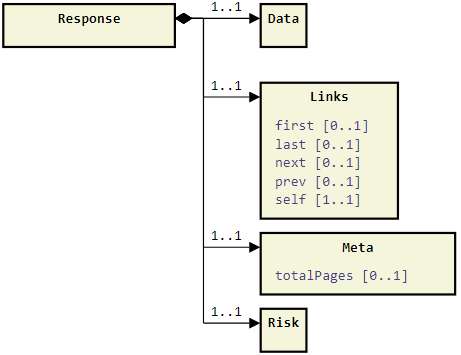 Response
1..1
Data
1..1
Links
first [0..1]
last [0..1]
next [0..1]
prev [0..1]
self [1..1]
1..1
Meta
totalPages [0..1]
1..1
Risk